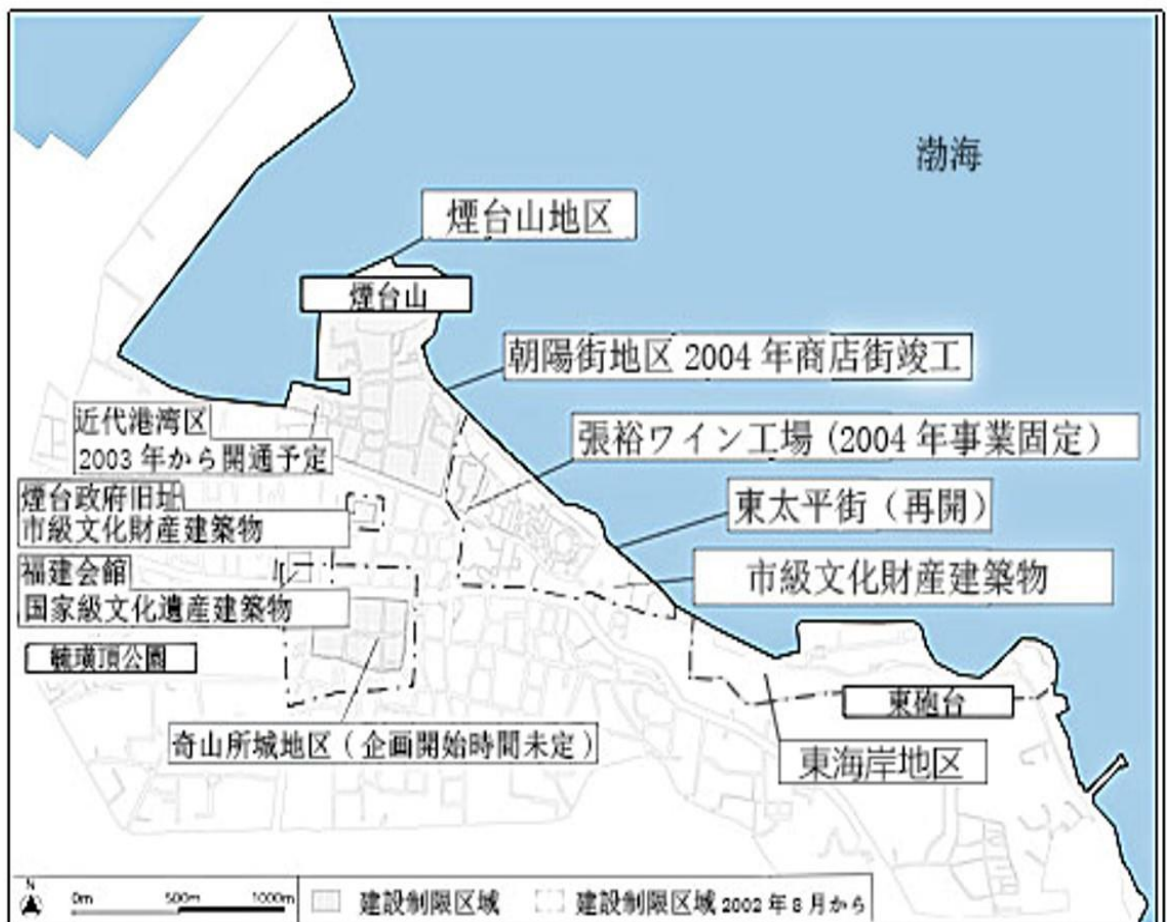 渤海
煙台山地区
煙台山
朝陽街地区 2004 年商店街竣工
近代港湾区
2003 年から開通予定
張裕ワイン工場 (2004 年事業固定)
煙台政府旧址
市級文化財産建築物
東太平街（再開）
福建会館
国家級文化遺産建築物
市級文化財産建築物
毓璜頂公園
東砲台
奇山所城地区（企画開始時間未定）
東海岸地区
N
0m 500m 1000m
建設制限区域
建設制限区域 2002 年 8 月から